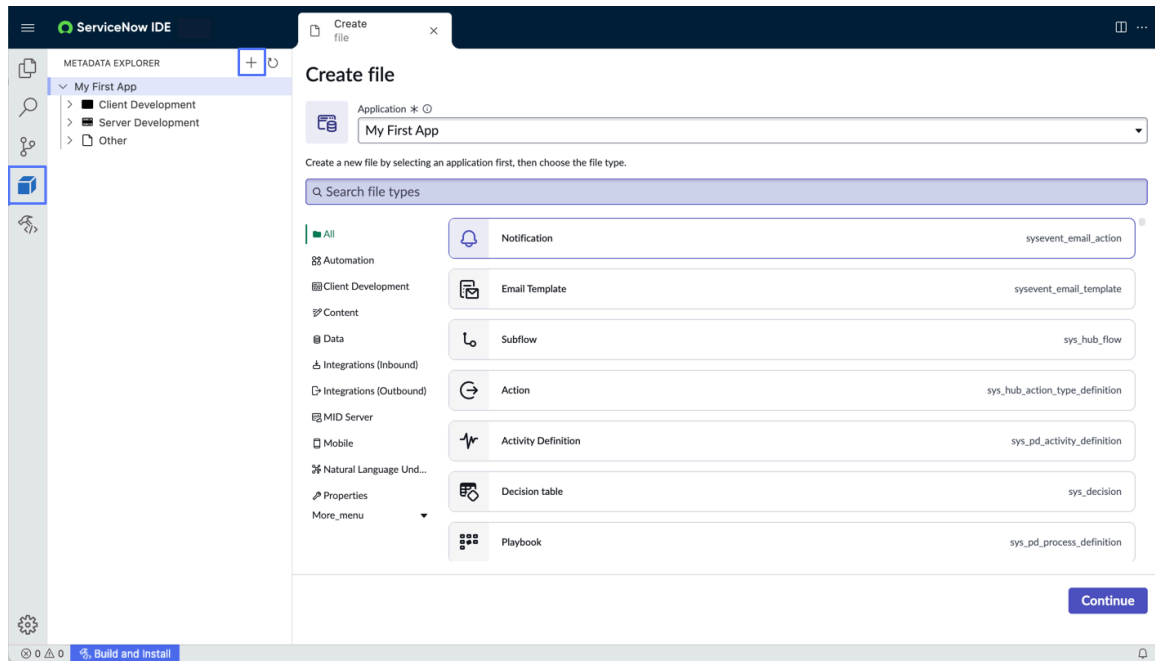 ServiceNow IDE
Create
file
METADATA EXPLORER
My First App
Client Development
Server Development
Other
Create file
Application * 
My First App
Create a new file by selecting an application first, then choose the file type.
Search file types
All
Automation
Client Development
Content
Data
Integrations (Inbound)
Integrations (Outbound)
MID Server
Mobile
Natural Language Und...
Properties
More_menu
Notification sysevent_email_action
Email Template sysevent_email_template
Subflow sys_hub_flow
Action sys_hub_action_type_definition
Activity Definition sys_pd_activity_definition
Decision table sys_decision
Playbook sys_pd_process_definition
Continue
0 0 Build and Install